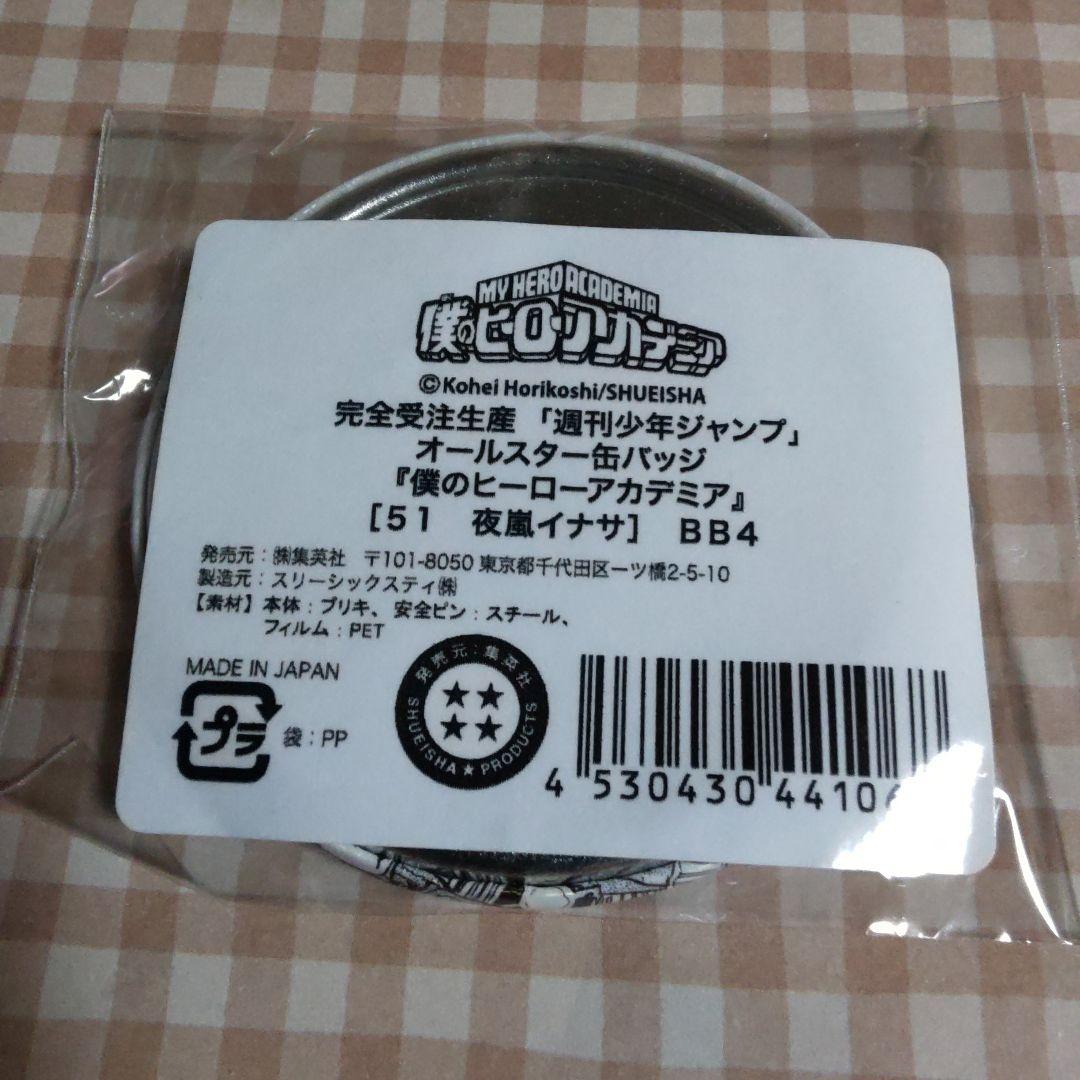 MY HERO ACADEMIA
僕のヒーローアカデミア
©Kohei Horikoshi/SHUEISHA
完全受注生産 「週刊少年ジャンプ」
オールスター缶バッジ
『僕のヒーローアカデミア』
[51 夜嵐イナサ] BB4
発売元:㈱集英社 〒101-8050 東京都千代田区一ツ橋2-5-10
製造元:スリーシックスティ㈱
【素材】本体:ブリキ、安全ピン:スチール、
フィルム:PET
MADE IN JAPAN
プラ
袋:PP
発売元:集英社
SHUEISHA★PRODUCTS
4 530430 44106